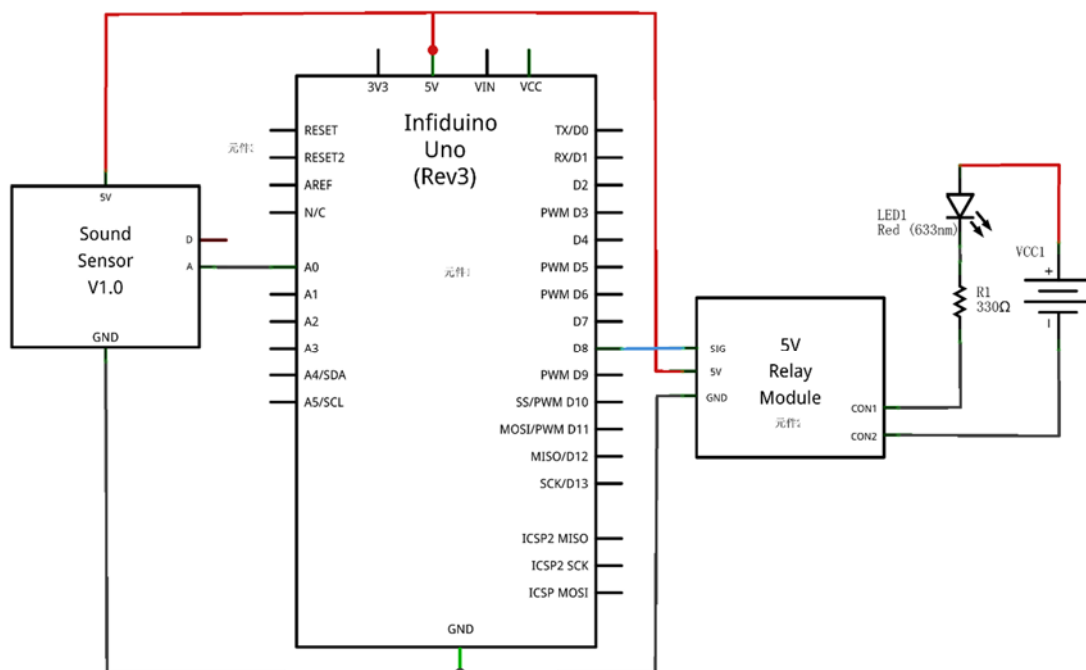 3V3
5V
VIN
VCC
Infiduino
Uno
(Rev3)
RESET
RESET2
AREF
N/C
A0
A1
A2
A3
A4/SDA
A5/SCL
TX/D0
RX/D1
D2
PWM D3
D4
PWM D5
PWM D6
D7
D8
PWM D9
SS/PWM D10
MOSI/PWM D11
MISO/D12
SCK/D13
ICSP2 MISO
ICSP2 SCK
ICSP MOSI
GND
元件1
5V
Sound
Sensor
V1.0
D
A
GND
SIG
5V
GND
5V
Relay
Module
元件2
CON1
CON2
LED1
Red (633nm)
R1
330Ω
VCC1
+
−